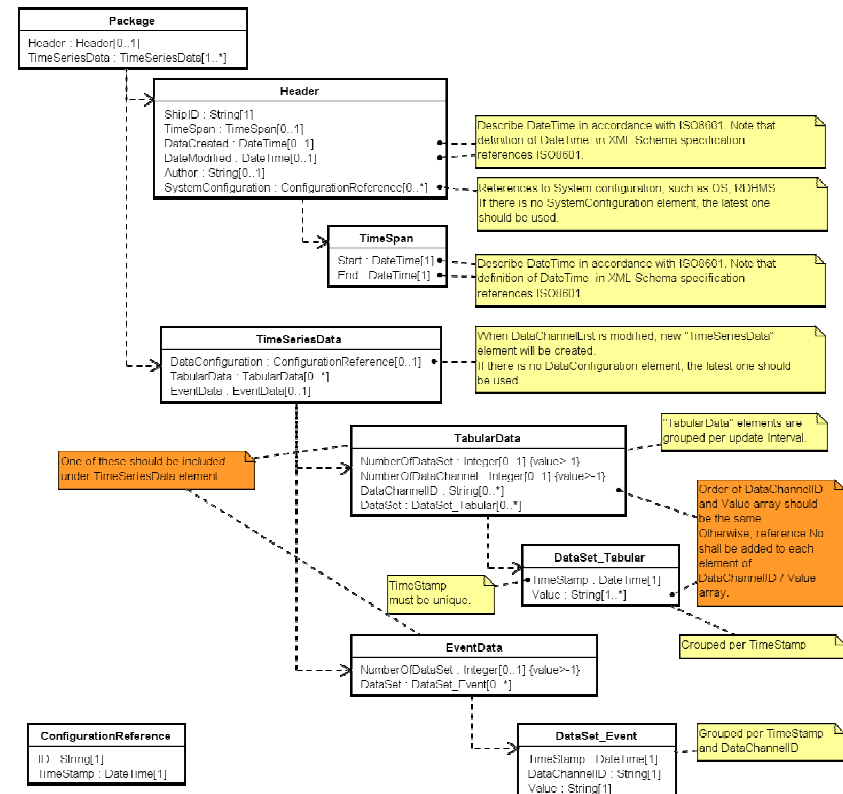 Package
Header : Header[0..1]
TimeSeriesData : TimeSeriesData[1..*]
Header
ShipID : String[1]
TimeSpan : TimeSpan[0..1]
DataCreated : DateTime[0..1]
DateModified : DateTime[0..1]
Author : String[0..1]
SystemConfiguration : ConfigurationReference[0..*]
Describe DateTime in accordance with ISO8601. Note that
definition of DateTime in XML Schema specification
references ISO8601.
References to System configuration, such as OS, RDBMS
If there is no SystemConfiguration element, the latest one
should be used.
TimeSpan
Start : DateTime[1]
End : DateTime[1]
Describe DateTime in accordance with ISO8601. Note that
definition of DateTime in XML Schema specification
references ISO8601
TimeSeriesData
DataConfiguration : ConfigurationReference[0..1]
TabularData : TabularData[0..*]
EventData : EventData[0..1]
When DataChannelList is modified, new "TimeSeriesData"
element will be created.
If there is no DataConfiguration element, the latest one should
be used
"TabularData" elements are
grouped per update Interval.
TabularData
NumberOfDataSet : Integer[0..1] {value>-1}
NumberOfDataChannel : Integer[0..1] {value>-1}
DataChannelID : String[0..*]
DataSet : DataSet_Tabular[0..*]
One of these should be included
under TimeSeriesData element
Order of DataChannelID
and Value array should
be the same
Otherwise, reference No
shall be added to each
element of
DataChannelID / Value
array.
DataSet_Tabular
TimeStamp : DateTime[1]
Value : String[1..*]
TimeStamp
must be unique.
Grouped per TimeStamp
EventData
NumberOfDataSet : Integer[0..1] {value>-1}
DataSet : DataSet_Event[0..*]
ConfigurationReference
ID : String[1]
TimeStamp : DateTime[1]
DataSet_Event
TimeStamp : DateTime[1]
DataChannelID : String[1]
Value : String[1]
Grouped per TimeStamp
and DataChannelID